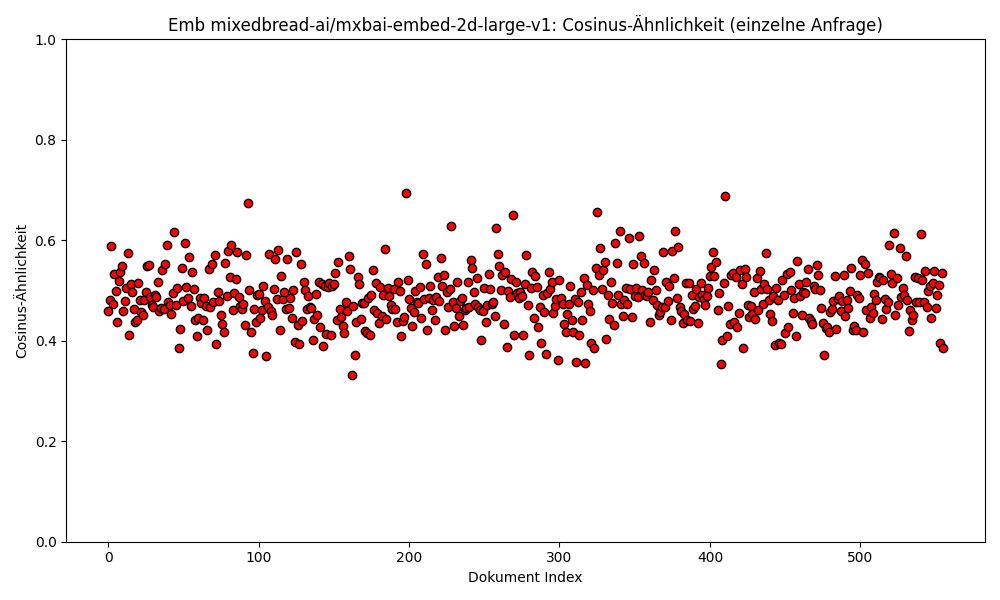 Emb mixedbread-ai/mxbai-embed-2d-large-v1: Cosinus-Ähnlichkeit (einzelne Anfrage)
1.0
0.8
0.6
0.4
0.2
0.0
Cosinus-Ähnlichkeit
0 100 200 300 400 500
Dokument Index